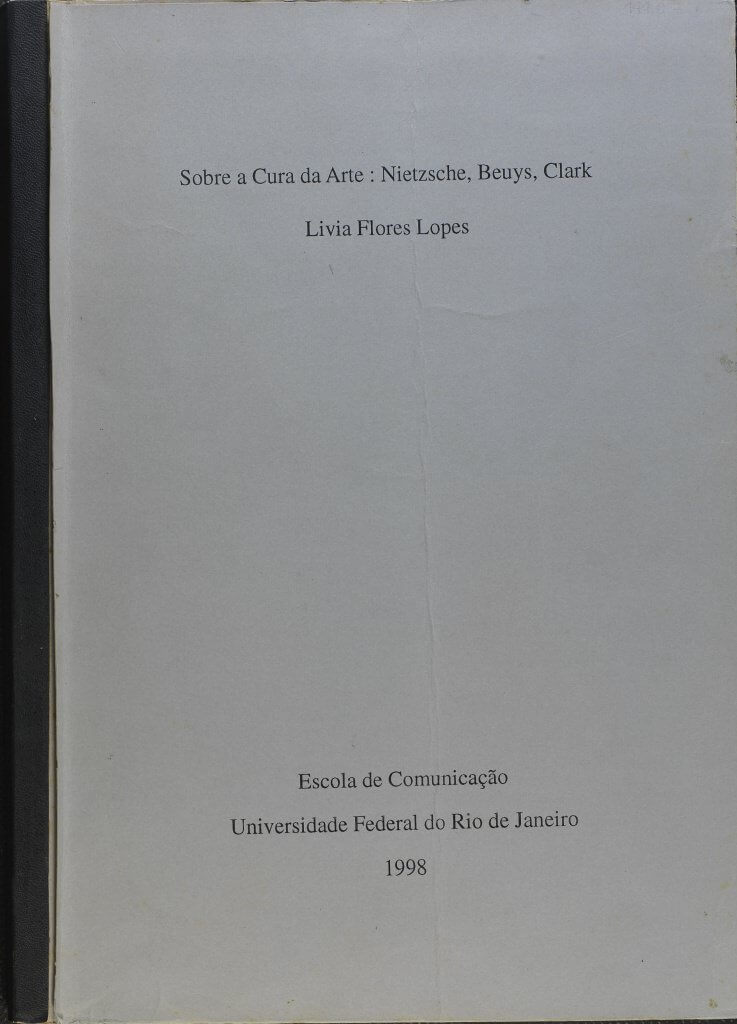 Sobre a Cura da Arte : Nietzsche, Beuys, Clark
Livia Flores Lopes
Escola de Comunicação
Universidade Federal do Rio de Janeiro
1998